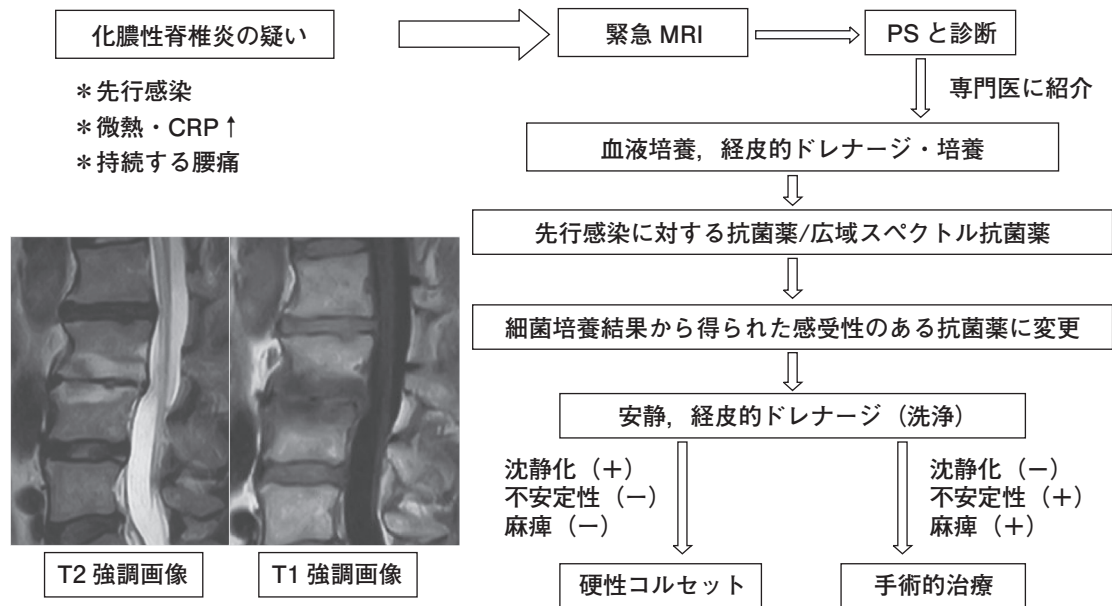 化膿性脊椎炎の疑い
緊急 MRI
PS と診断
＊先行感染
＊微熱・CRP↑
＊持続する腰痛
専門医に紹介
血液培養，経皮的ドレナージ・培養
先行感染に対する抗菌薬/広域スペクトル抗菌薬
細菌培養結果から得られた感受性のある抗菌薬に変更
安静，経皮的ドレナージ（洗浄）
沈静化（＋）
不安定性（－）
麻痺（－）
沈静化（－）
不安定性（＋）
麻痺（＋）
硬性コルセット
手術的治療
T2 強調画像
T1 強調画像